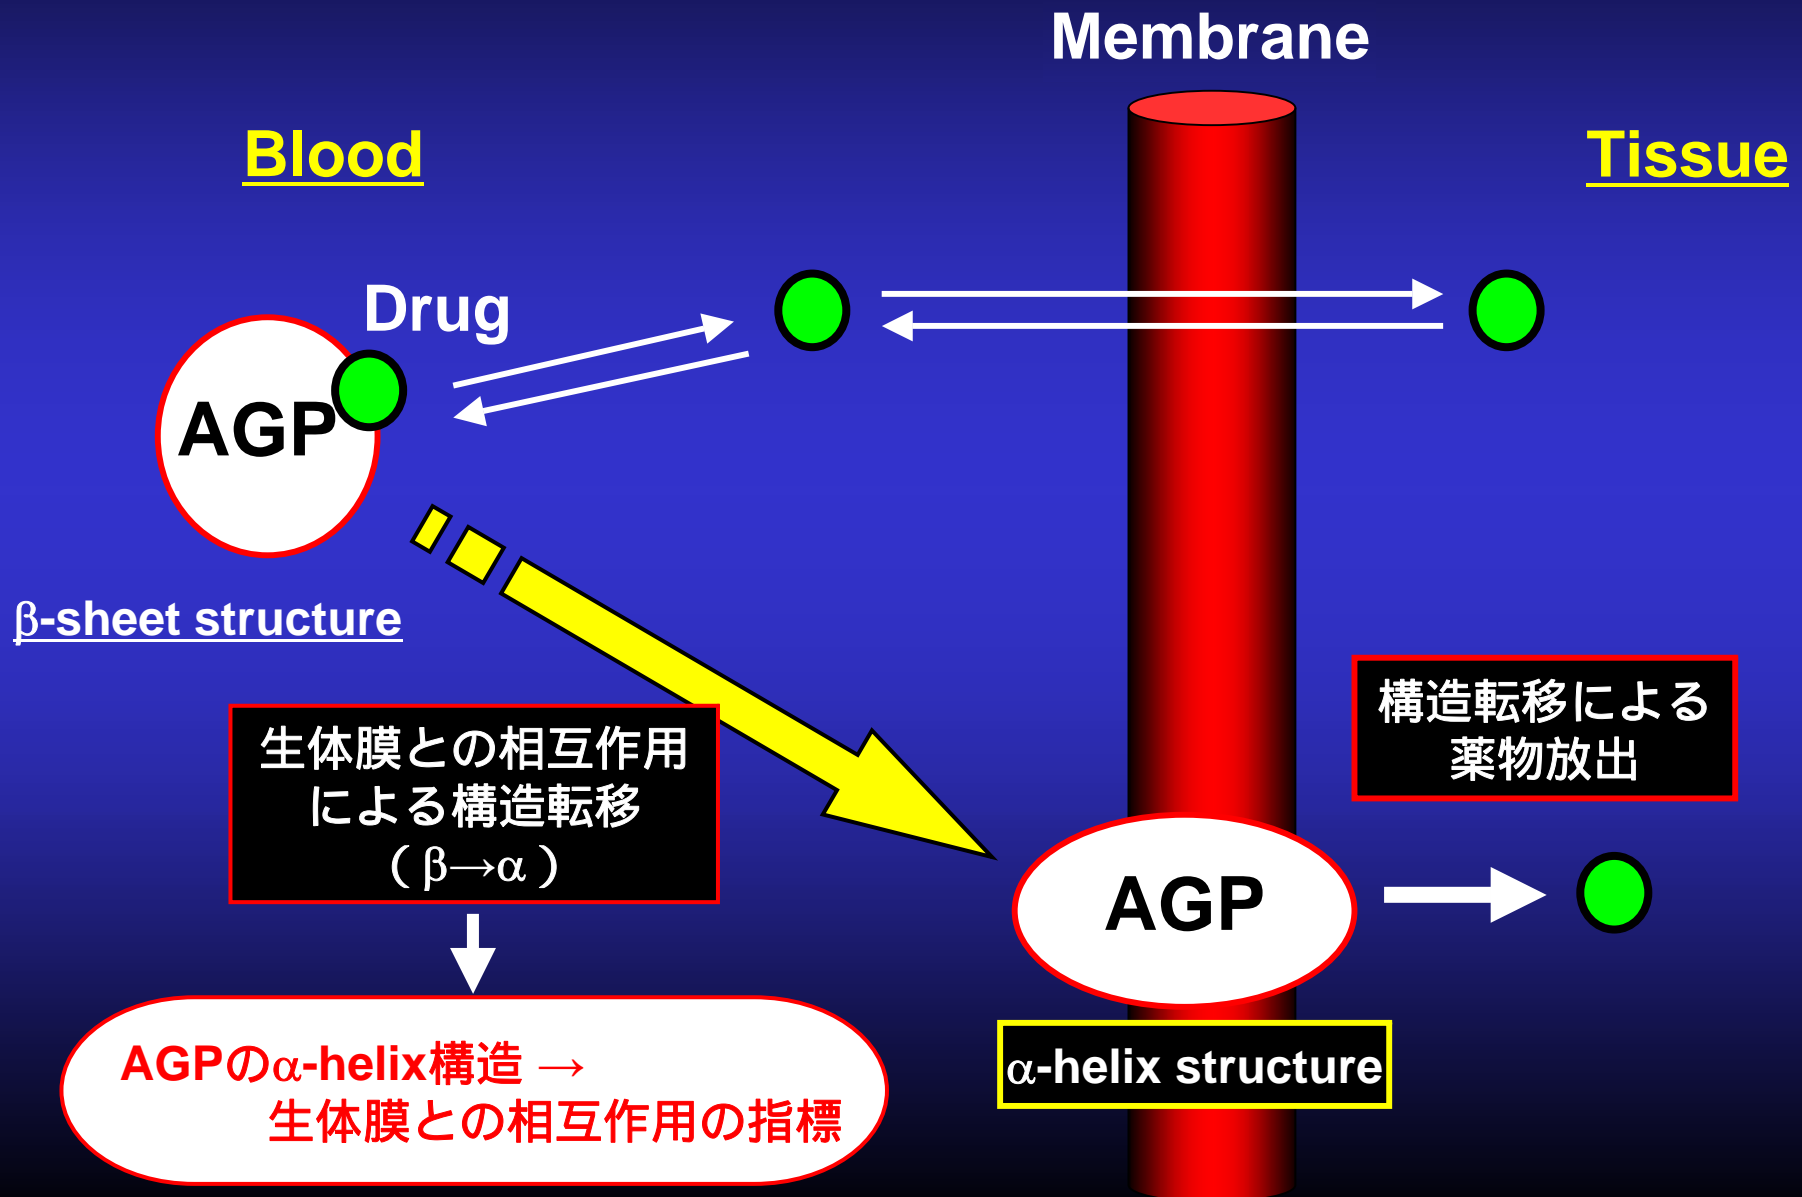 Membrane
Blood
Tissue
Drug
AGP
β-sheet structure
生体膜との相互作用
による構造転移
（β→α）
構造転移による
薬物放出
AGP
α-helix structure
AGPのα-helix構造 →
生体膜との相互作用の指標